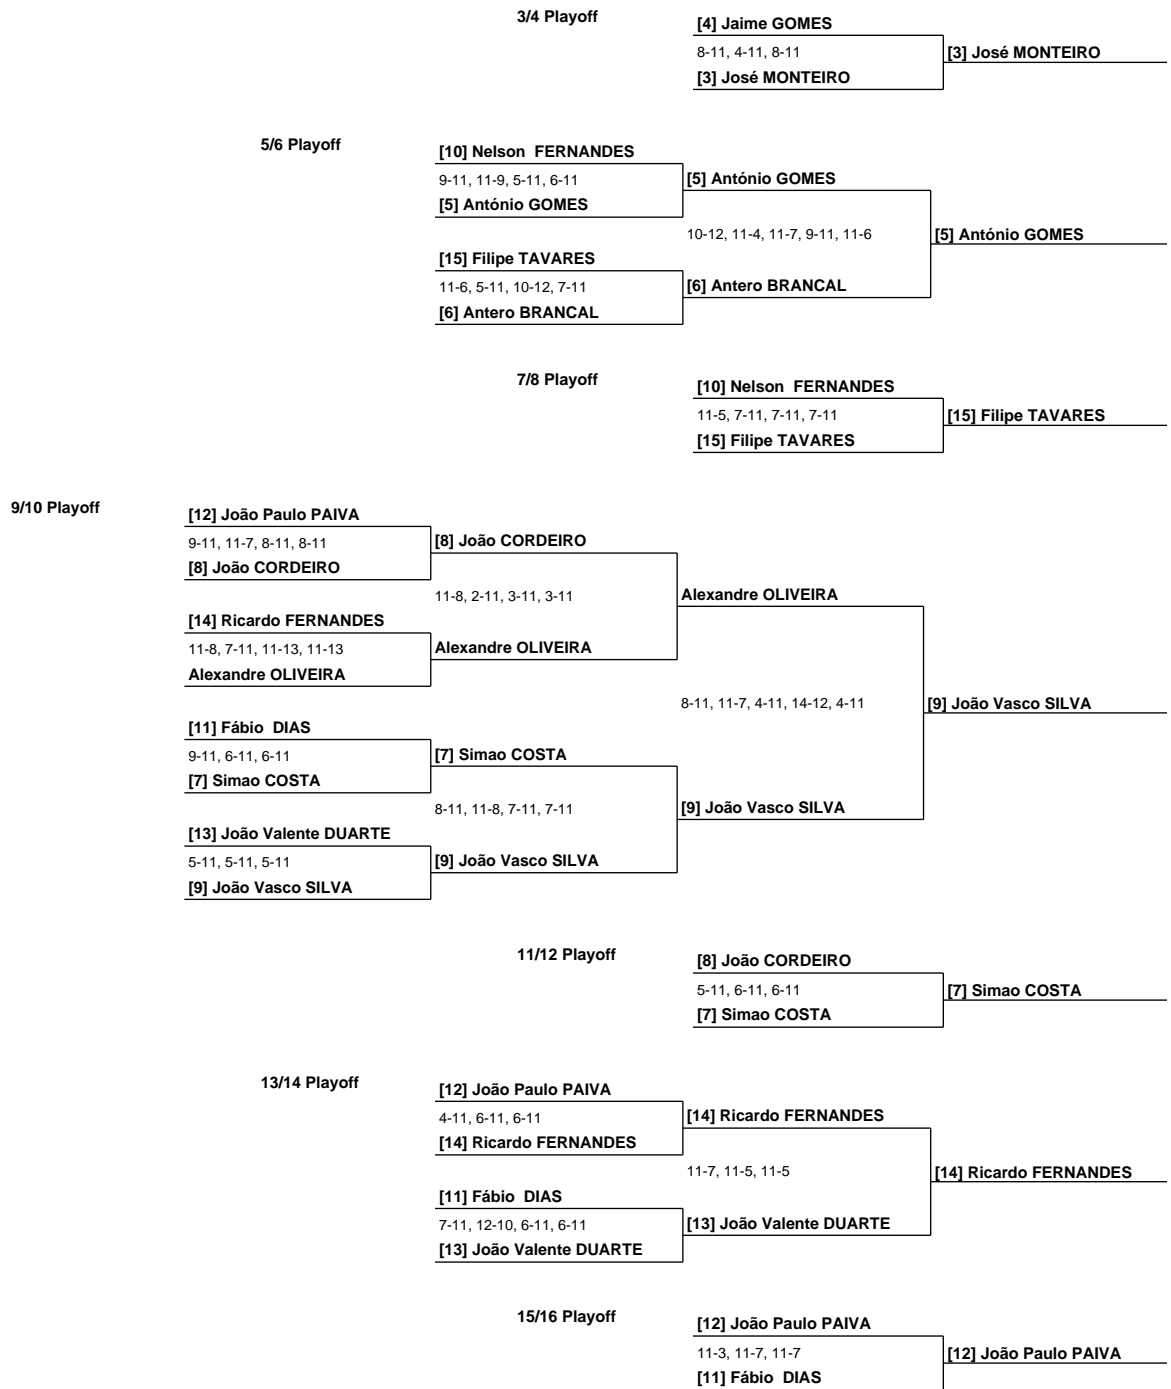 3/4 Playoff
[4] Jaime GOMES
8-11, 4-11, 8-11
[3] José MONTEIRO
[3] José MONTEIRO
5/6 Playoff
[10] Nelson  FERNANDES
9-11, 11-9, 5-11, 6-11
[5] António GOMES
[5] António GOMES
10-12, 11-4, 11-7, 9-11, 11-6
[5] António GOMES
[15] Filipe TAVARES
11-6, 5-11, 10-12, 7-11
[6] Antero BRANCAL
[6] Antero BRANCAL
7/8 Playoff
[10] Nelson  FERNANDES
11-5, 7-11, 7-11, 7-11
[15] Filipe TAVARES
[15] Filipe TAVARES
9/10 Playoff
[12] João Paulo PAIVA
9-11, 11-7, 8-11, 8-11
[8] João CORDEIRO
[8] João CORDEIRO
11-8, 2-11, 3-11, 3-11
Alexandre OLIVEIRA
[14] Ricardo FERNANDES
11-8, 7-11, 11-13, 11-13
Alexandre OLIVEIRA
Alexandre OLIVEIRA
8-11, 11-7, 4-11, 14-12, 4-11
[9] João Vasco SILVA
[11] Fábio  DIAS
9-11, 6-11, 6-11
[7] Simao COSTA
[7] Simao COSTA
8-11, 11-8, 7-11, 7-11
[9] João Vasco SILVA
[13] João Valente DUARTE
5-11, 5-11, 5-11
[9] João Vasco SILVA
[9] João Vasco SILVA
11/12 Playoff
[8] João CORDEIRO
5-11, 6-11, 6-11
[7] Simao COSTA
[7] Simao COSTA
13/14 Playoff
[12] João Paulo PAIVA
4-11, 6-11, 6-11
[14] Ricardo FERNANDES
[14] Ricardo FERNANDES
11-7, 11-5, 11-5
[14] Ricardo FERNANDES
[11] Fábio  DIAS
7-11, 12-10, 6-11, 6-11
[13] João Valente DUARTE
[13] João Valente DUARTE
15/16 Playoff
[12] João Paulo PAIVA
11-3, 11-7, 11-7
[12] João Paulo PAIVA
[11] Fábio  DIAS